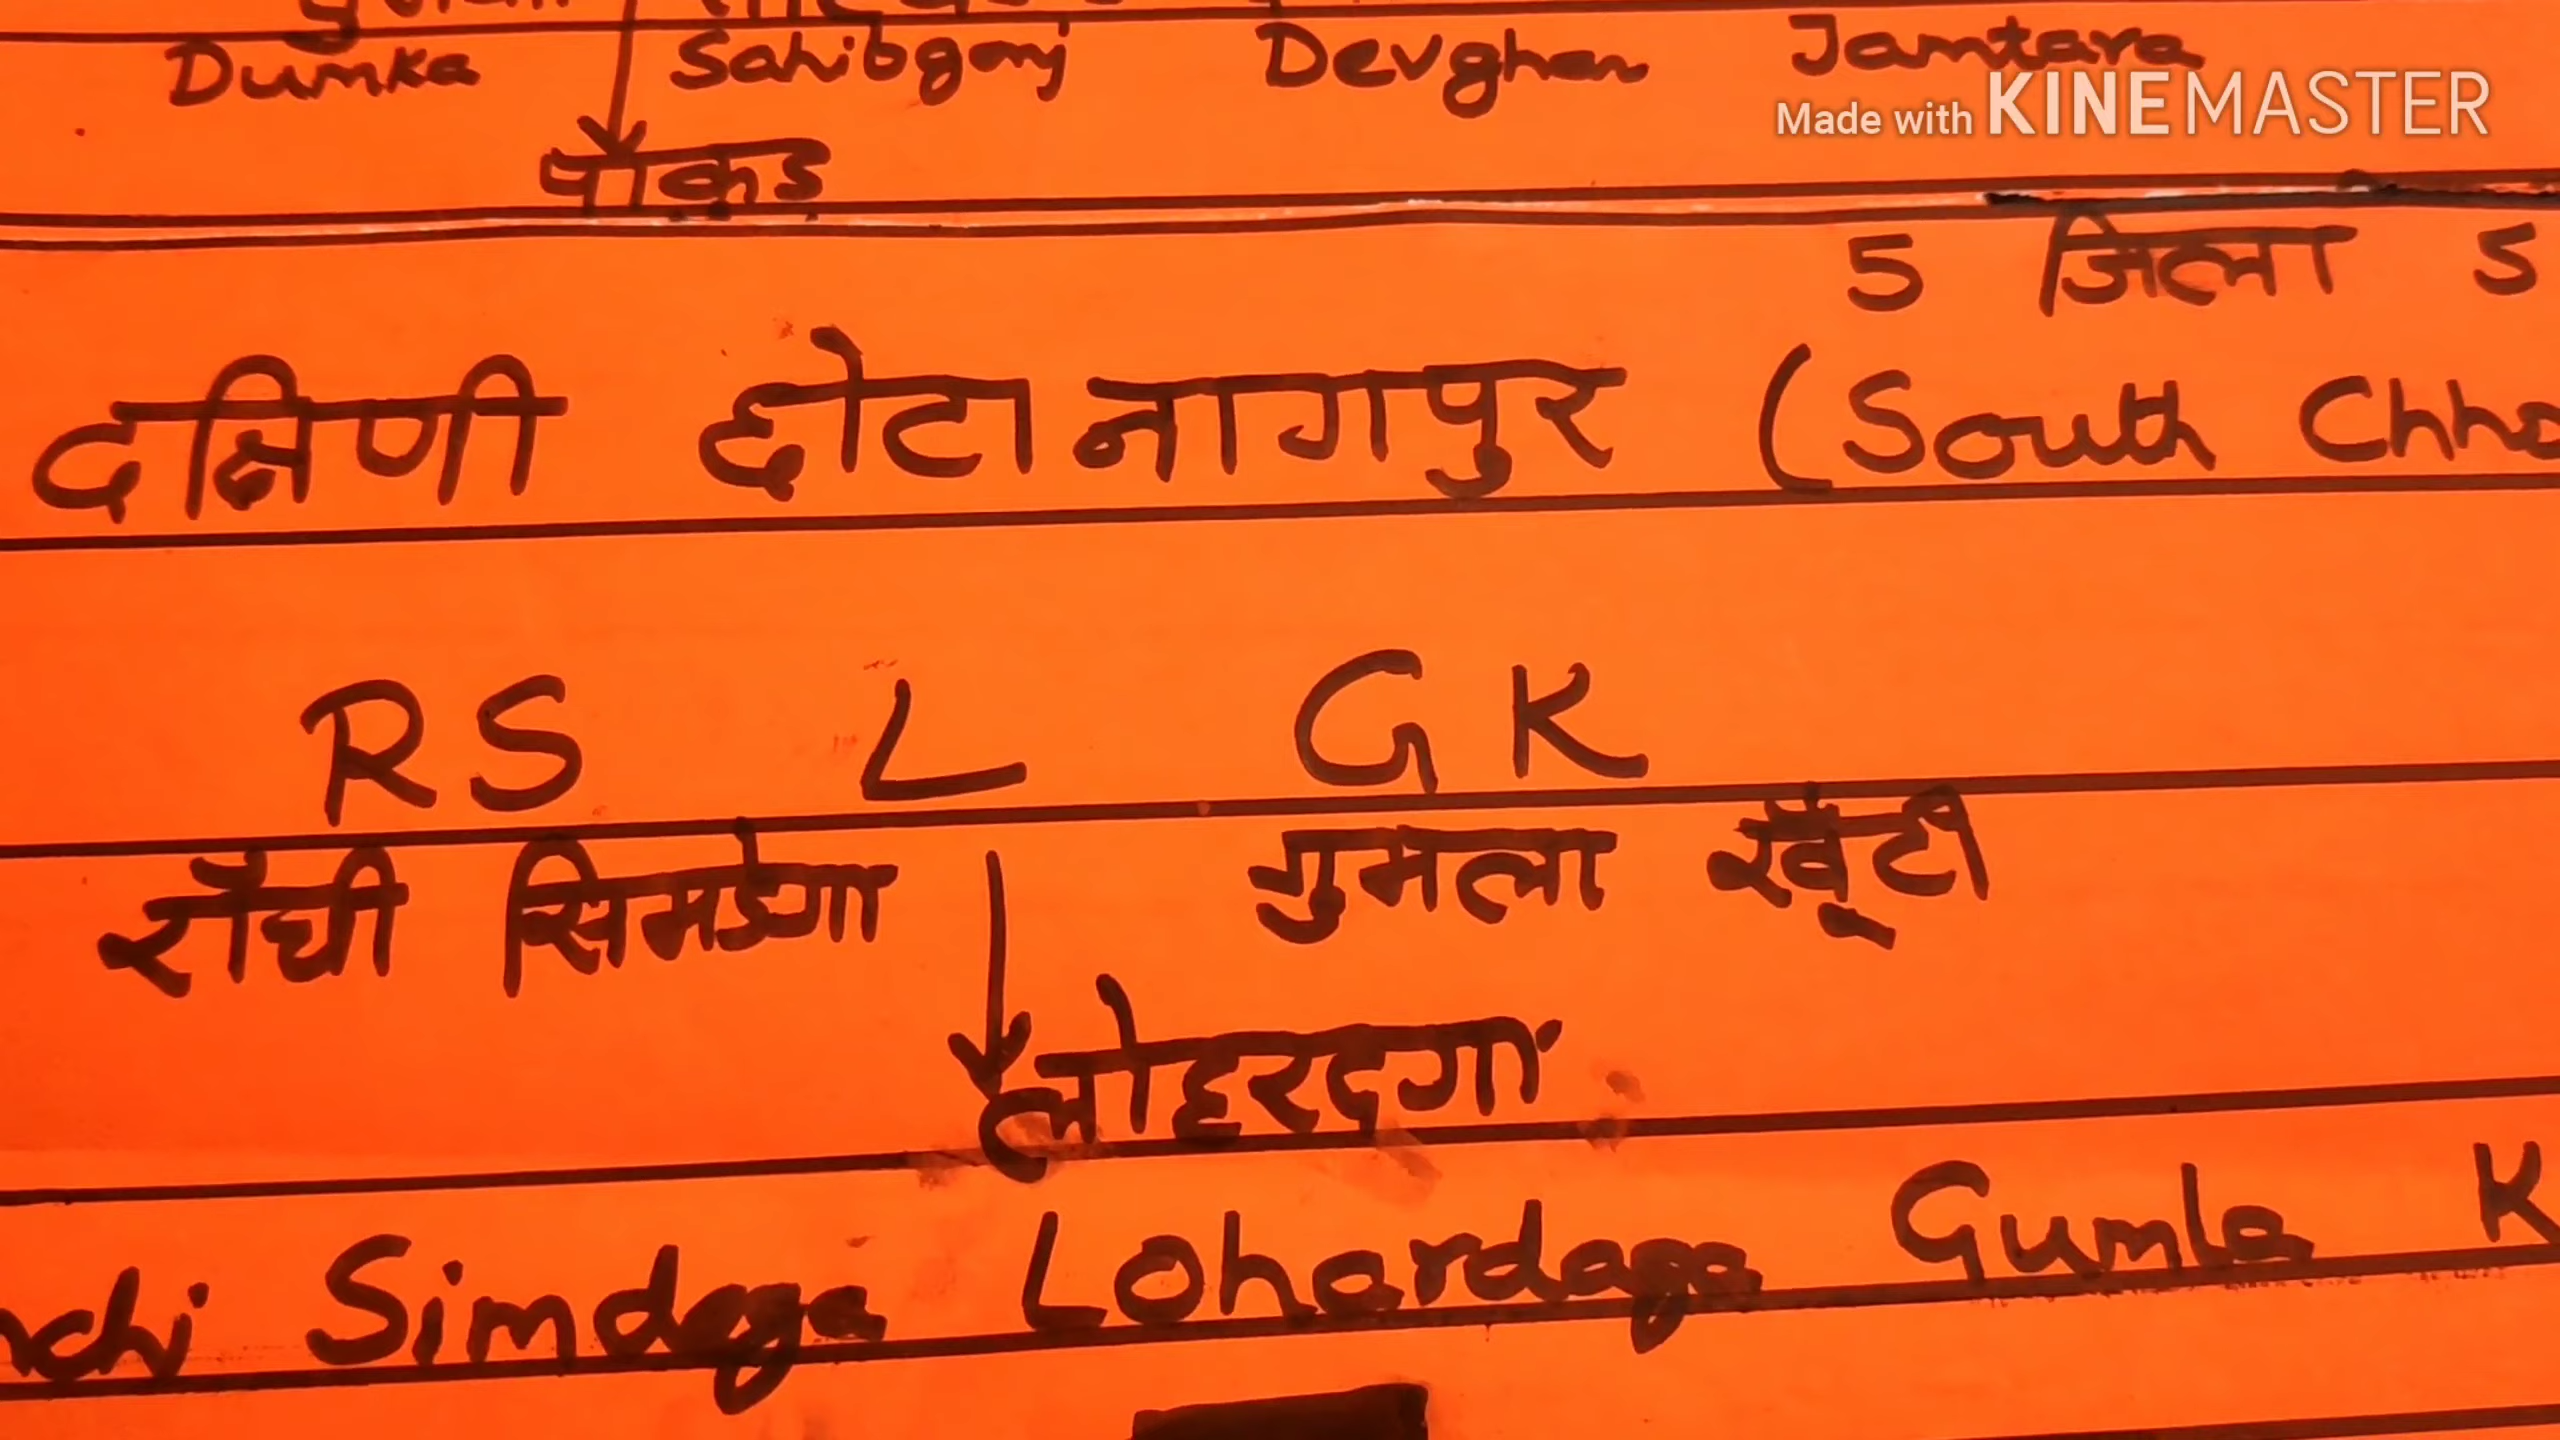 Dumka Sahibganj Devghar Jamtara
Made with KINEMASTER
पाँकुड
5 जिला 5
दक्षिणी छोटानागपुर (South Chho
RS L GK
राँची सिमडेगा गुमला खूँटी
लोहरदगा
nchi Simdega Lohardaga Gumla K